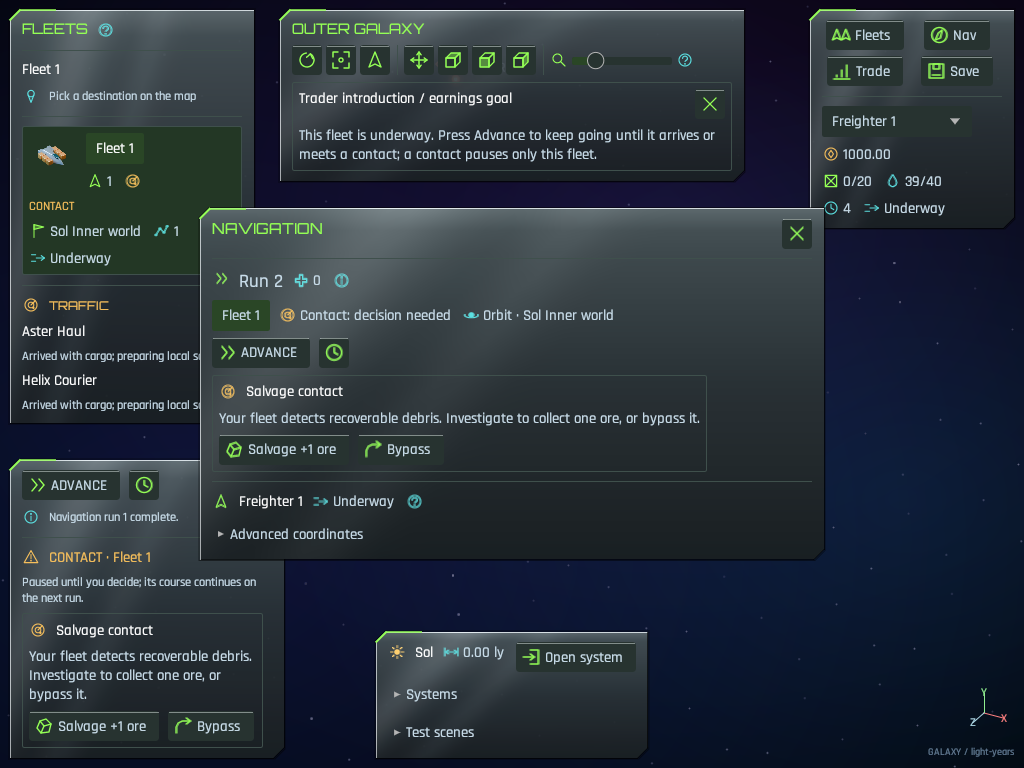 FLEETS
Fleet 1
Pick a destination on the map
Fleet 1
1
CONTACT
Sol Inner world 1
Underway
TRAFFIC
Aster Haul
Arrived with cargo; preparing local s
Helix Courier
Arrived with cargo; preparing local s
OUTER GALAXY
Trader introduction / earnings goal
This fleet is underway. Press Advance to keep going until it arrives or
meets a contact; a contact pauses only this fleet.
Fleets Nav
Trade Save
Freighter 1
1000.00
0/20 39/40
4 Underway
NAVIGATION
Run 2 0
Fleet 1 Contact: decision needed Orbit · Sol Inner world
ADVANCE
Salvage contact
Your fleet detects recoverable debris. Investigate to collect one ore, or bypass it.
Salvage +1 ore Bypass
Freighter 1 Underway
Advanced coordinates
ADVANCE
Navigation run 1 complete.
CONTACT · Fleet 1
Paused until you decide; its course continues on
the next run.
Salvage contact
Your fleet detects recoverable debris.
Investigate to collect one ore, or
bypass it.
Salvage +1 ore Bypass
Sol 0.00 ly Open system
Systems
Test scenes
Y
Z X
GALAXY / light-years